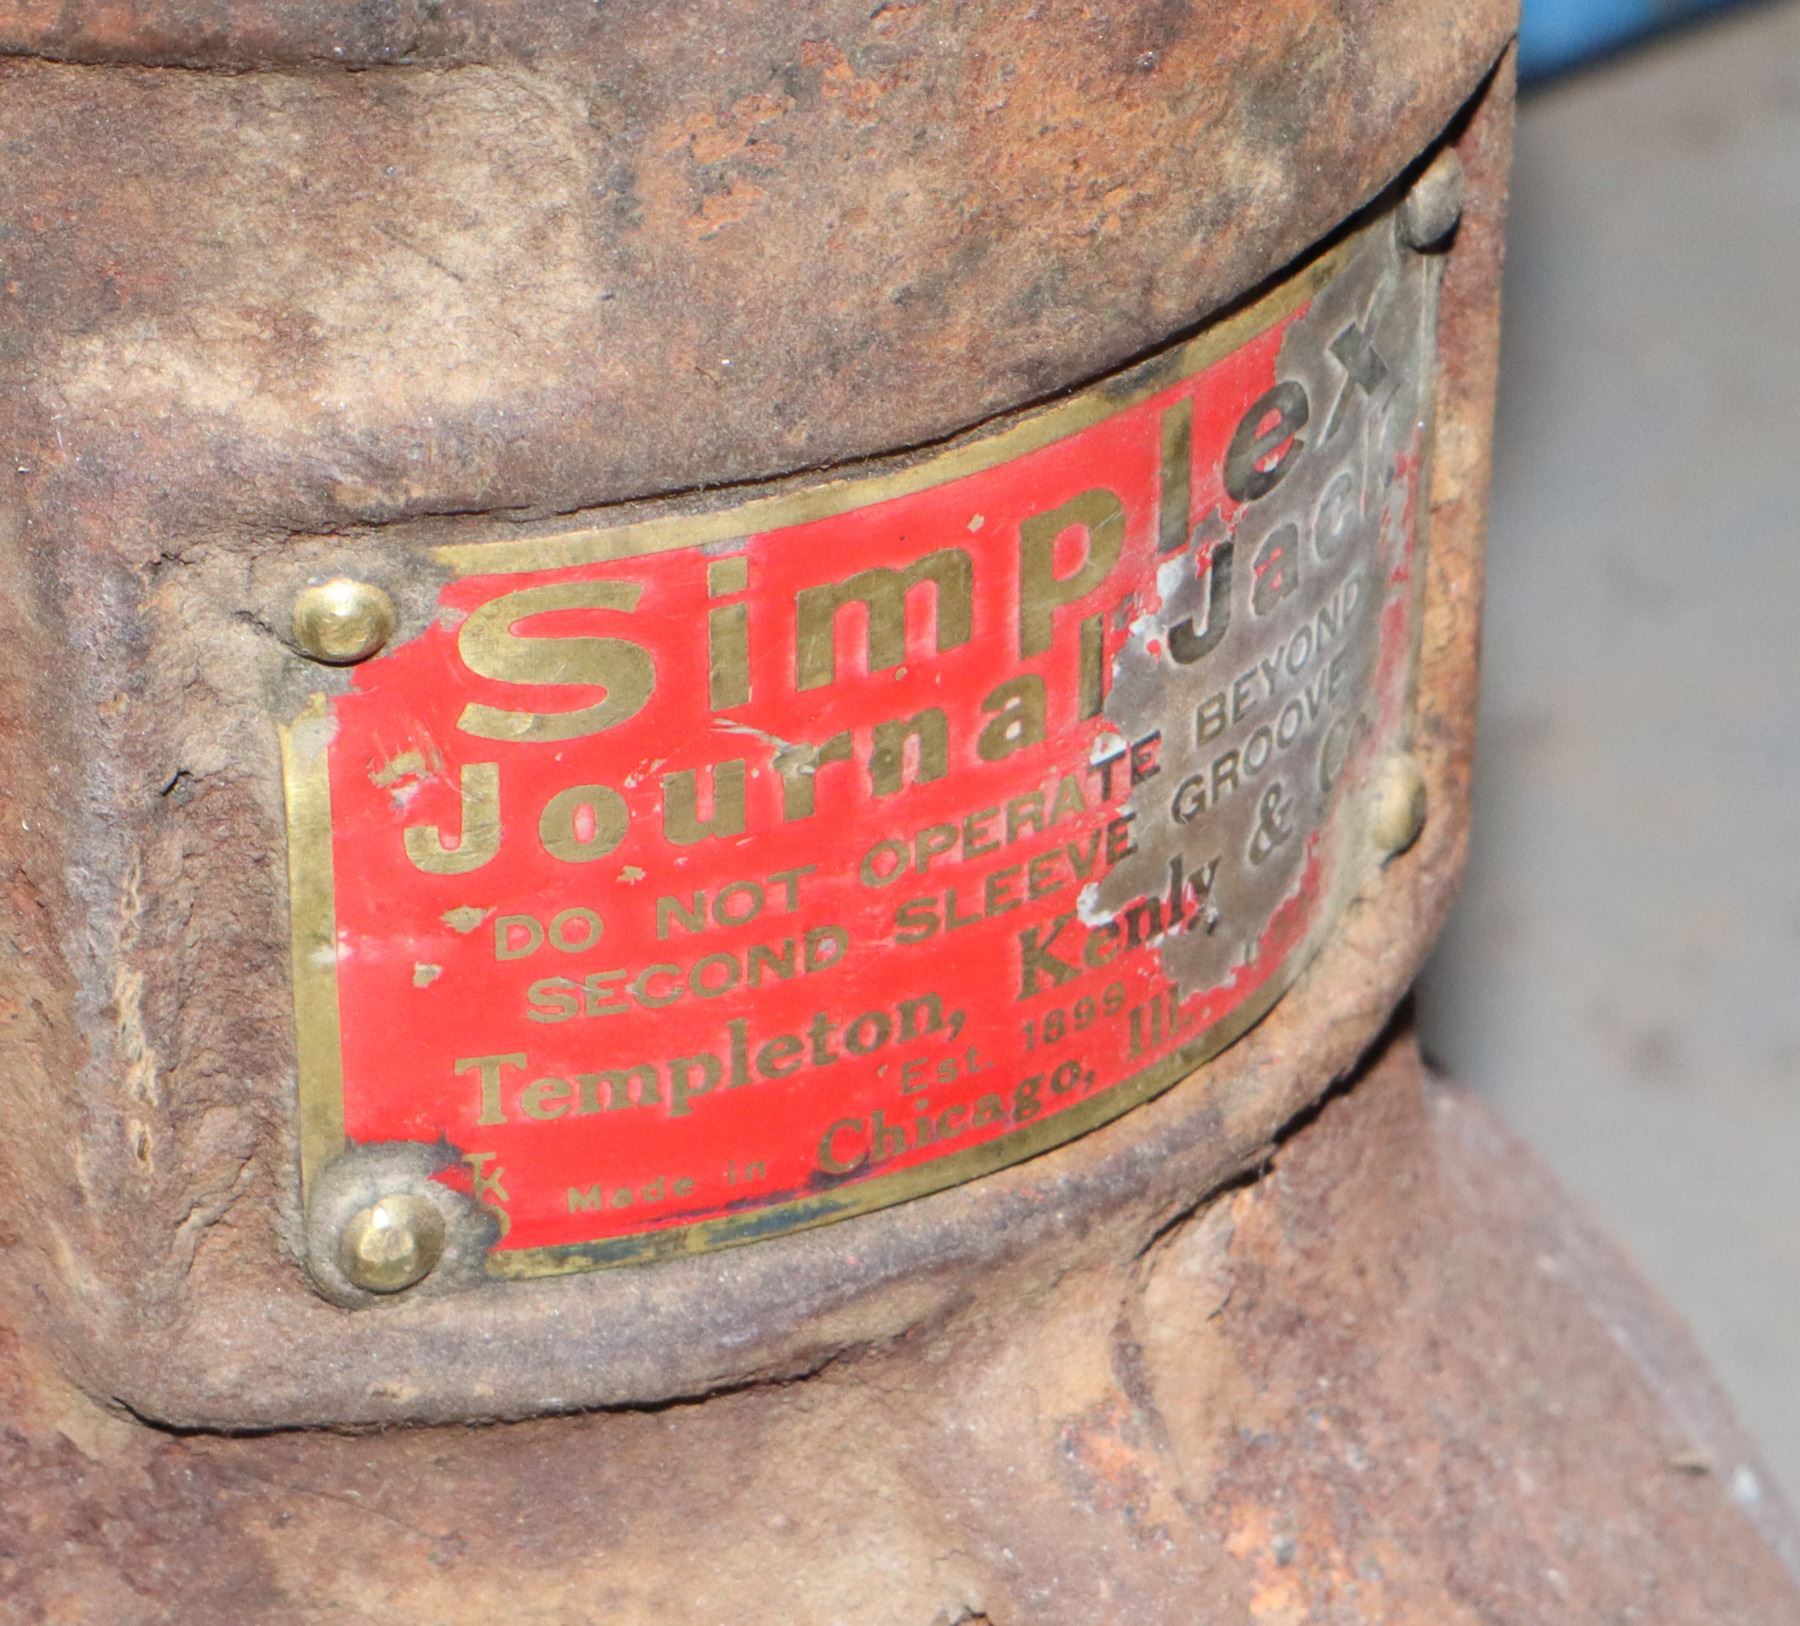 Simplex
Journal Jack
DO NOT OPERATE BEYOND
SECOND SLEEVE GROOVE
Templeton, Kenly & Co.
Est. 1899
Made in Chicago, Ill.
TK